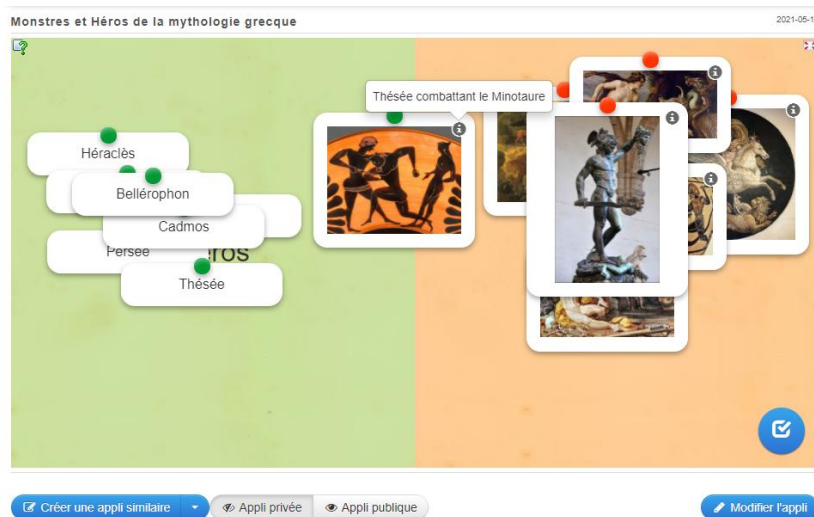 Monstres et Héros de la mythologie grecque
2021-05-1
Thésée combattant le Minotaure
Héraclès
Bellérophon
Cadmos
Persée
Thésée
Créer une appli similaire
Appli privée
Appli publique
Modifier l'appli